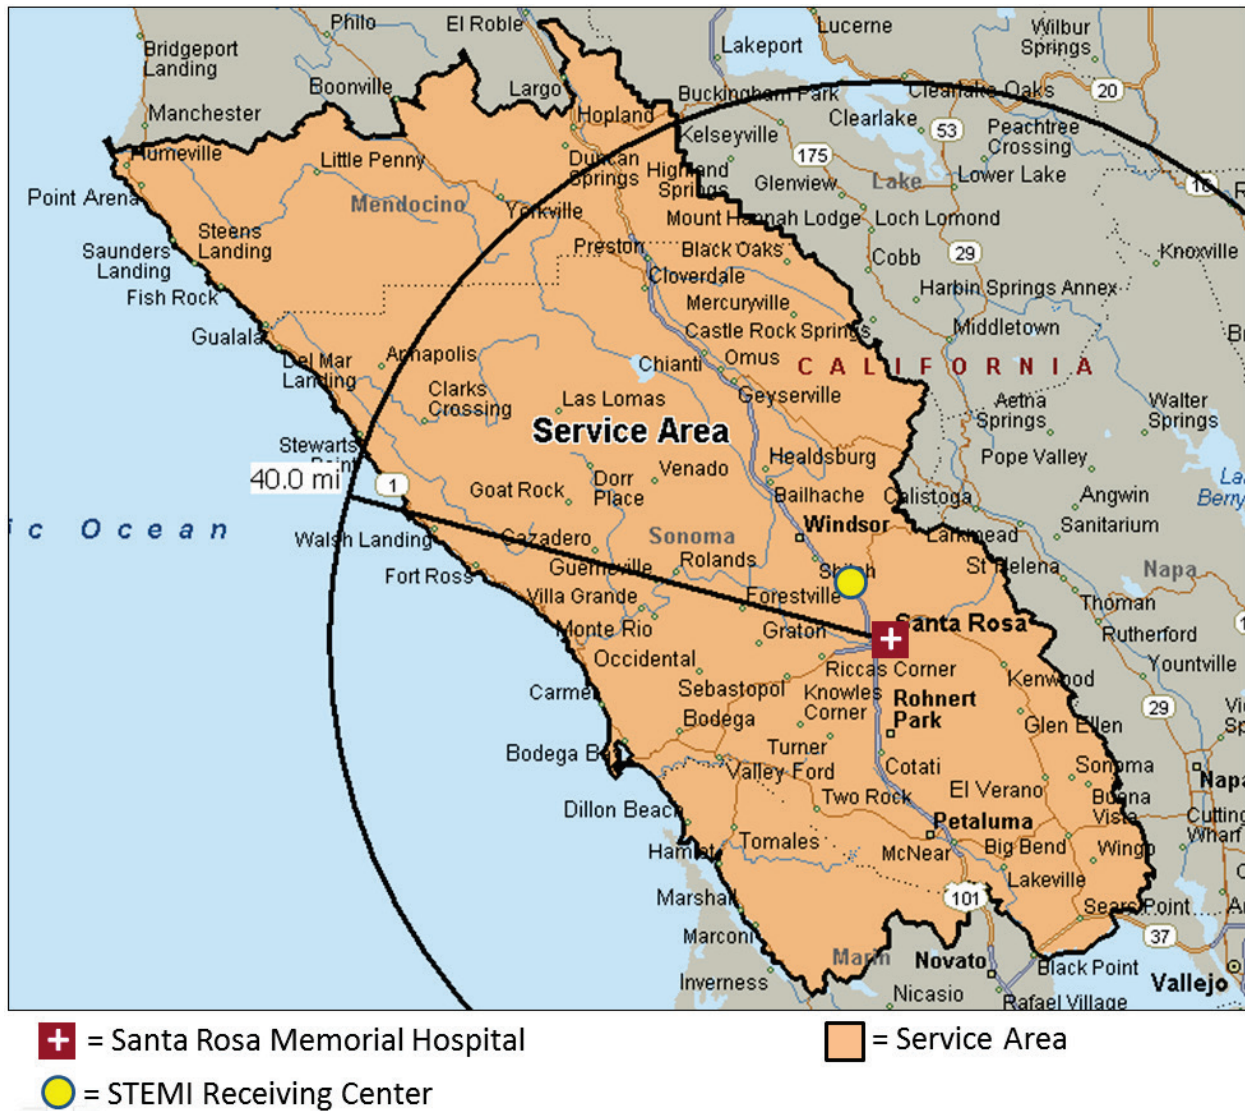 Philo
El Roble
Lucerne
Wilbur
Springs
Bridgeport
Landing
Lakeport
Boonville
Largo
Buckingham Park
Clearlake Oaks
20
Manchester
Hopland
Clearlake
53
Peachtree
Crossing
Kelseyville
Little Penny
Duncan
Springs
Highland
Springs
175
Glenview
Lake
Lower Lake
16
Point Arena
Mendocino
Yorkville
Mount Hannah Lodge
Loch Lomond
Steens
Landing
Saunders
Landing
Preston
Black Oaks
Cobb
29
Knoxville
Cloverdale
Fish Rock
Mercuryville
Harbin Springs Annex
Gualala
Castle Rock Springs
Middletown
Del Mar
Landing
Annapolis
Chianti
Omus
CALIFORNIA
Clarks
Crossing
Las Lomas
Geyserville
Aetna
Springs
Walter
Springs
Service Area
Stewarts
40.0 mi
1
Goat Rock
Dorr
Place
Venado
Healdsburg
Bailhache
Pope Valley
Calistoga
Angwin
Berry
ic Ocean
Walsh Landing
Cazadero
Sonoma
Windsor
Larkmead
Sanitarium
Fort Ross
Guerneville
Rolands
St Helena
Napa
Villa Grande
Forestville
Thoman
Monte Rio
Graton
Santa Rosa
Rutherford
Occidental
Riccas Corner
Yountville
Carmet
Sebastopol
Knowles
Corner
Rohnert
Park
Kenwood
29
Bodega
Glen Ellen
Turner
Valley Ford
Cotati
Sonoma
Napa
Dillon Beach
Two Rock
El Verano
Buena
Vista
Cutting
Wharf
Hamlet
Tomales
Petaluma
McNear
Big Bend
Wingo
Marshall
Lakeville
101
Sears Point
Marconi
37
Marin
Novato
Black Point
Vallejo
Inverness
Nicasio
Rafael Village
= Santa Rosa Memorial Hospital
= Service Area
= STEMI Receiving Center